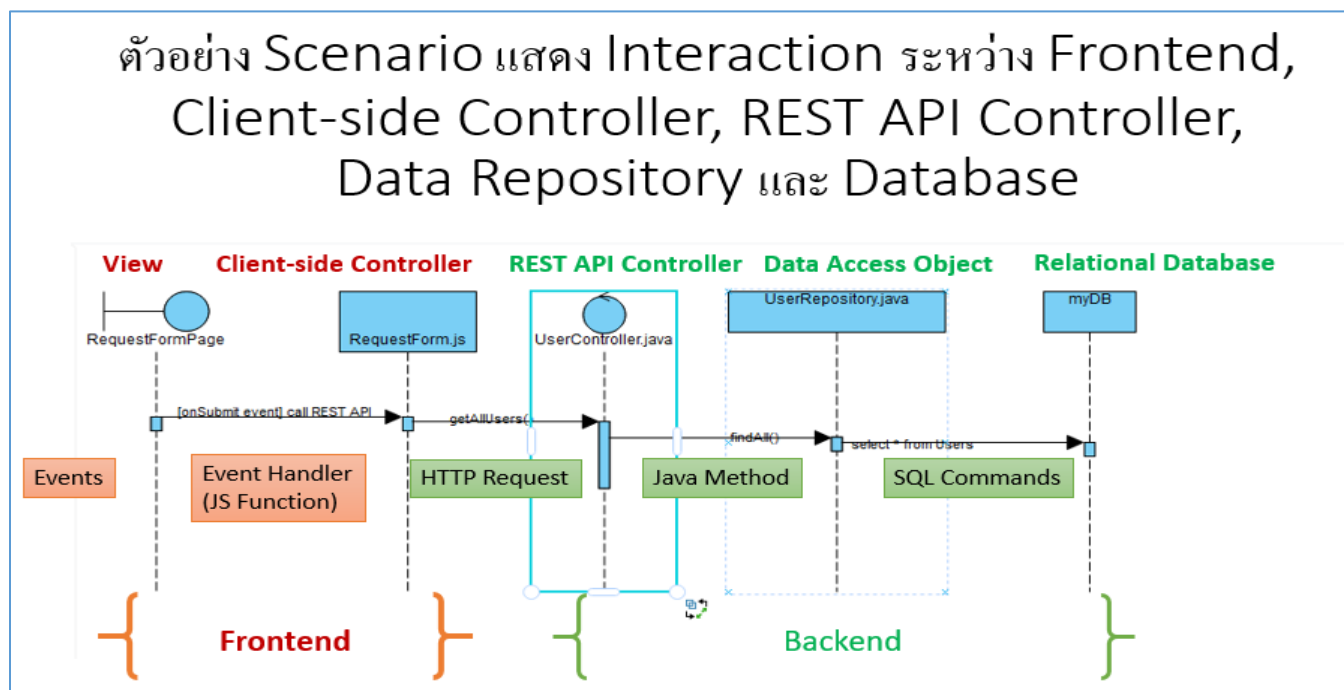 ตัวอย่าง Scenario แสดง Interaction ระหว่าง Frontend,
Client-side Controller, REST API Controller,
Data Repository และ Database
View
Client-side Controller
REST API Controller
Data Access Object
Relational Database
RequestFormPage
RequestForm.js
UserController.java
UserRepository.java
myDB
[onSubmit event] call REST API
getAllUsers()
findAll()
select * from Users
Events
Event Handler
(JS Function)
HTTP Request
Java Method
SQL Commands
Frontend
Backend